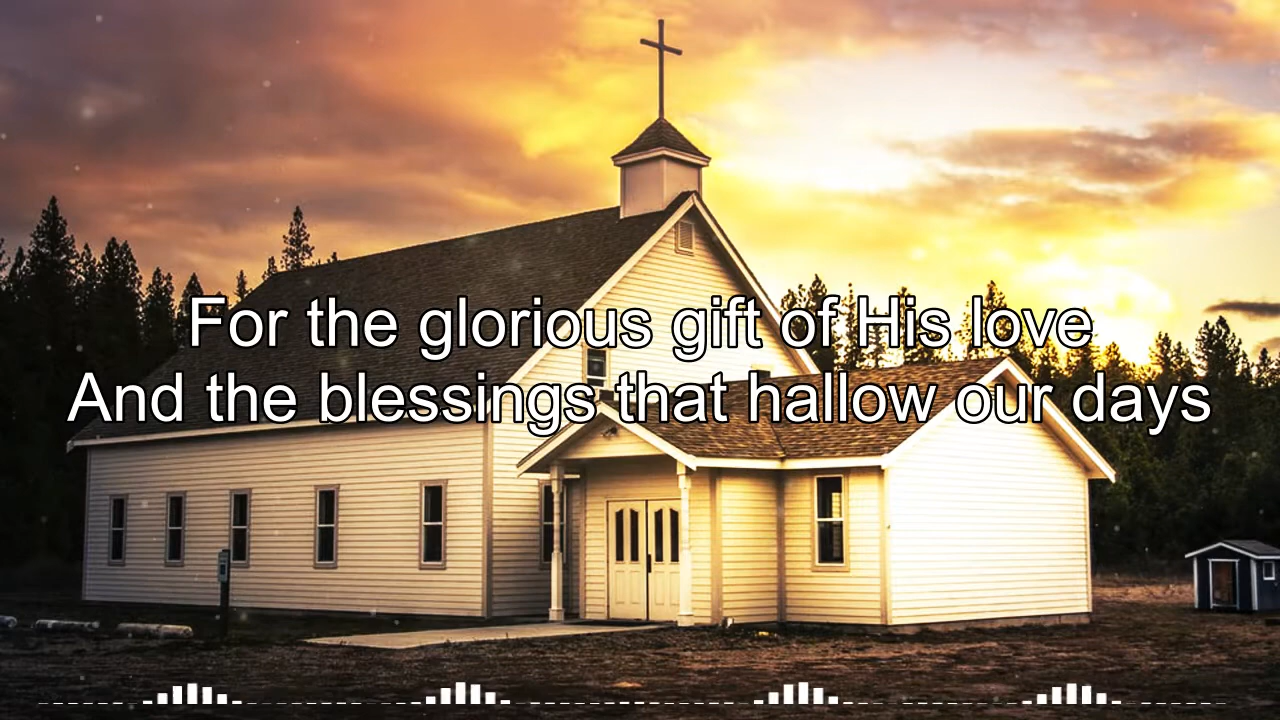 For the glorious gift of His love
And the blessings that hallow our days